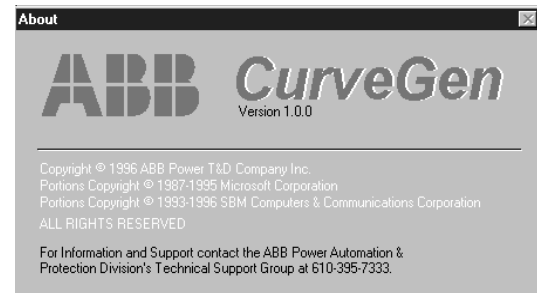 About
ABB CurveGen
Version 1.0.0
Copyright © 1996 ABB Power T&D Company Inc.
Portions Copyright © 1987-1995 Microsoft Corporation
Portions Copyright © 1993-1996 SBM Computers & Communications Corporation
ALL RIGHTS RESERVED
For Information and Support contact the ABB Power Automation &
Protection Division's Technical Support Group at 610-395-7333.